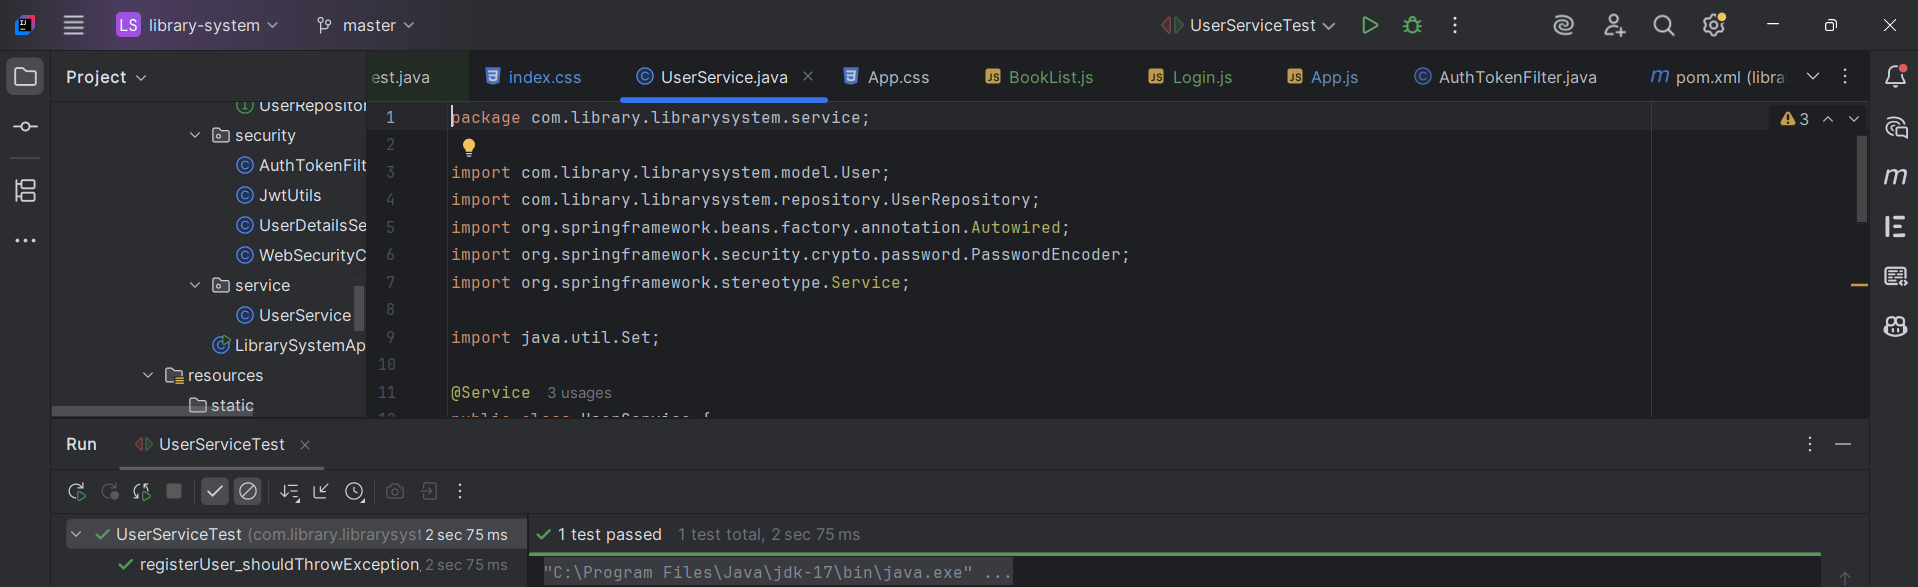 LS library-system master UserServiceTest
Project
est.java index.css UserService.java App.css BookList.js Login.js App.js AuthTokenFilter.java pom.xml (libra
UserRepositor
security
AuthTokenFilt
JwtUtils
UserDetailsSe
WebSecurityC
service
UserService
LibrarySystemAp
resources
static
1 package com.library.librarysystem.service;
2
3 import com.library.librarysystem.model.User;
4 import com.library.librarysystem.repository.UserRepository;
5 import org.springframework.beans.factory.annotation.Autowired;
6 import org.springframework.security.crypto.password.PasswordEncoder;
7 import org.springframework.stereotype.Service;
8
9 import java.util.Set;
10
11 @Service 3 usages
12 public class UserService {
3
Run UserServiceTest
UserServiceTest (com.library.librarysyst 2 sec 75 ms
registerUser_shouldThrowException_ 2 sec 75 ms
1 test passed 1 test total, 2 sec 75 ms
"C:\Program Files\Java\jdk-17\bin\java.exe" ...